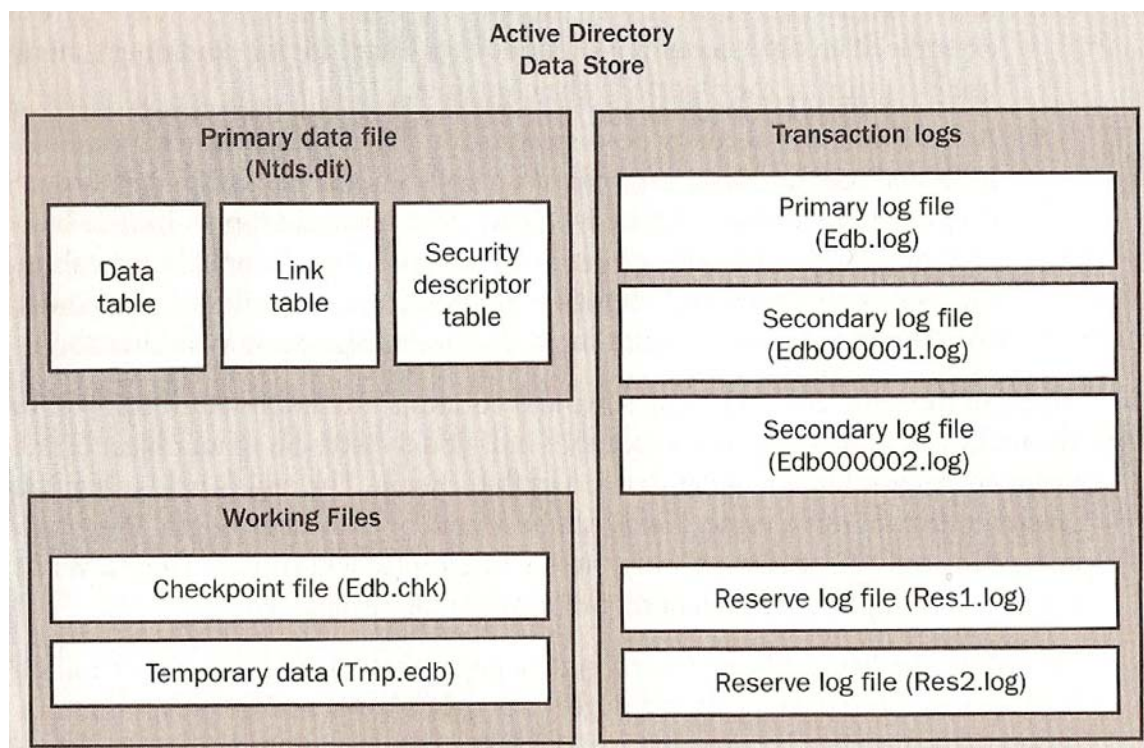 Active Directory
Data Store
Primary data file
(Ntds.dit)
Data
table
Link
table
Security
descriptor
table
Working Files
Checkpoint file (Edb.chk)
Temporary data (Tmp.edb)
Transaction logs
Primary log file
(Edb.log)
Secondary log file
(Edb000001.log)
Secondary log file
(Edb000002.log)
Reserve log file (Res1.log)
Reserve log file (Res2.log)